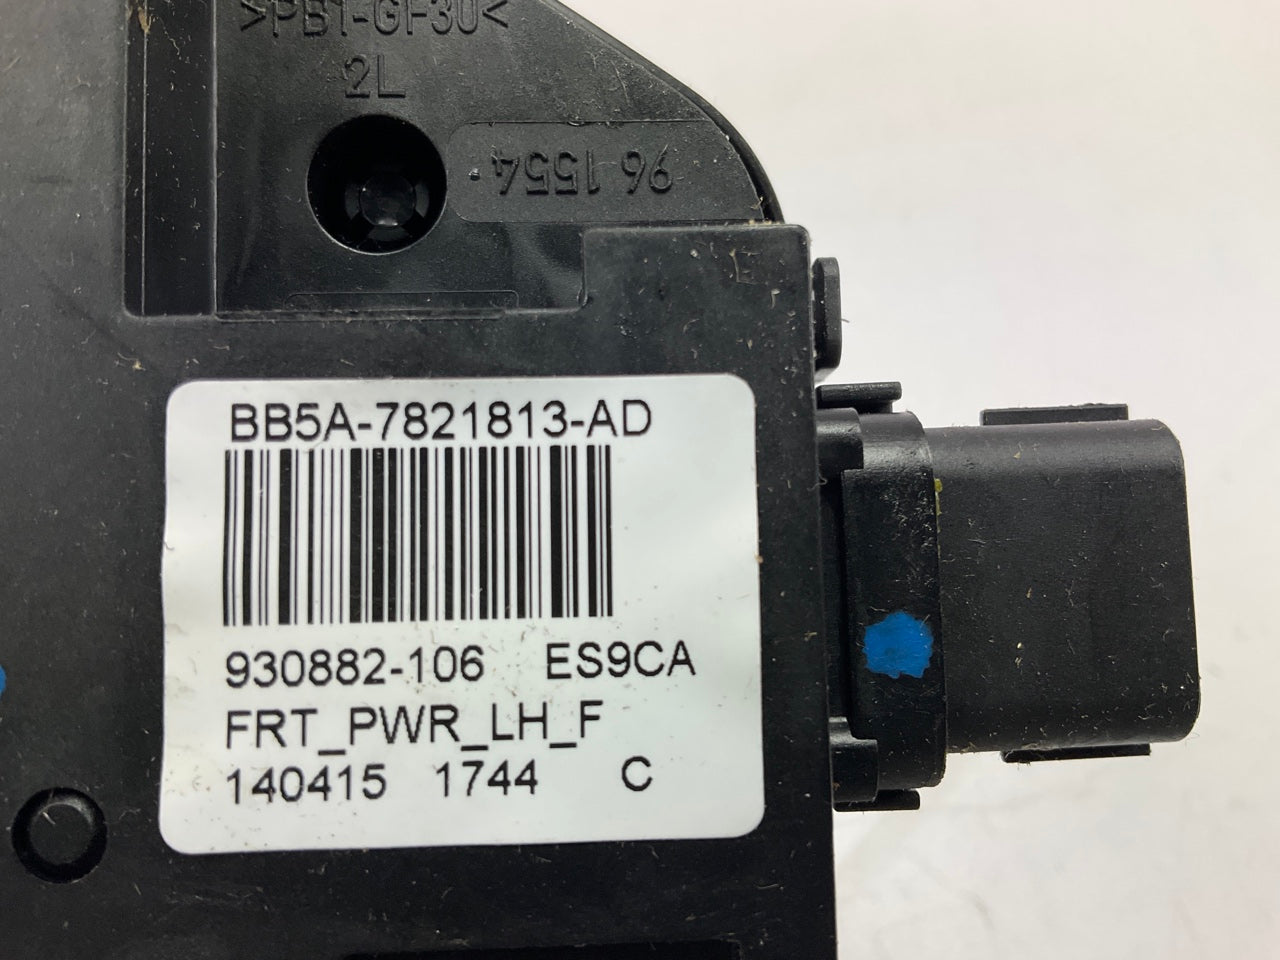 >PBT-GF30<
2L
96 1554
BB5A-7821813-AD
930882-106 ES9CA
FRT_PWR_LH_F
140415 1744 C